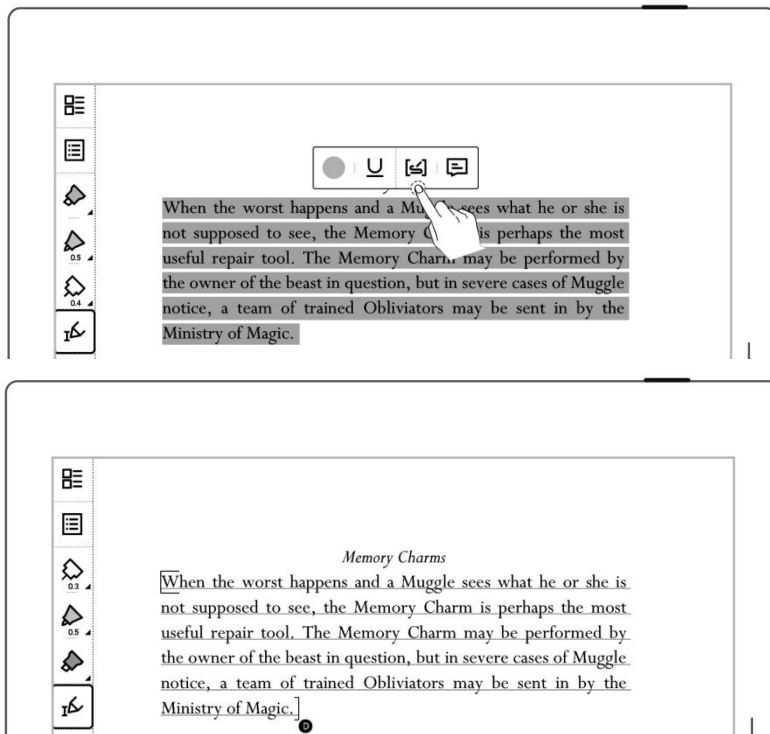 0.5
0.4
U
When the worst happens and a Muggle sees what he or she is
not supposed to see, the Memory is perhaps the most
useful repair tool. The Memory Charm may be performed by
the owner of the beast in question, but in severe cases of Muggle
notice, a team of trained Obliviators may be sent in by the
Ministry of Magic.
0.3
0.5
Memory Charms
[When the worst happens and a Muggle sees what he or she is
not supposed to see, the Memory Charm is perhaps the most
useful repair tool. The Memory Charm may be performed by
the owner of the beast in question, but in severe cases of Muggle
notice, a team of trained Obliviators may be sent in by the
Ministry of Magic.]
D